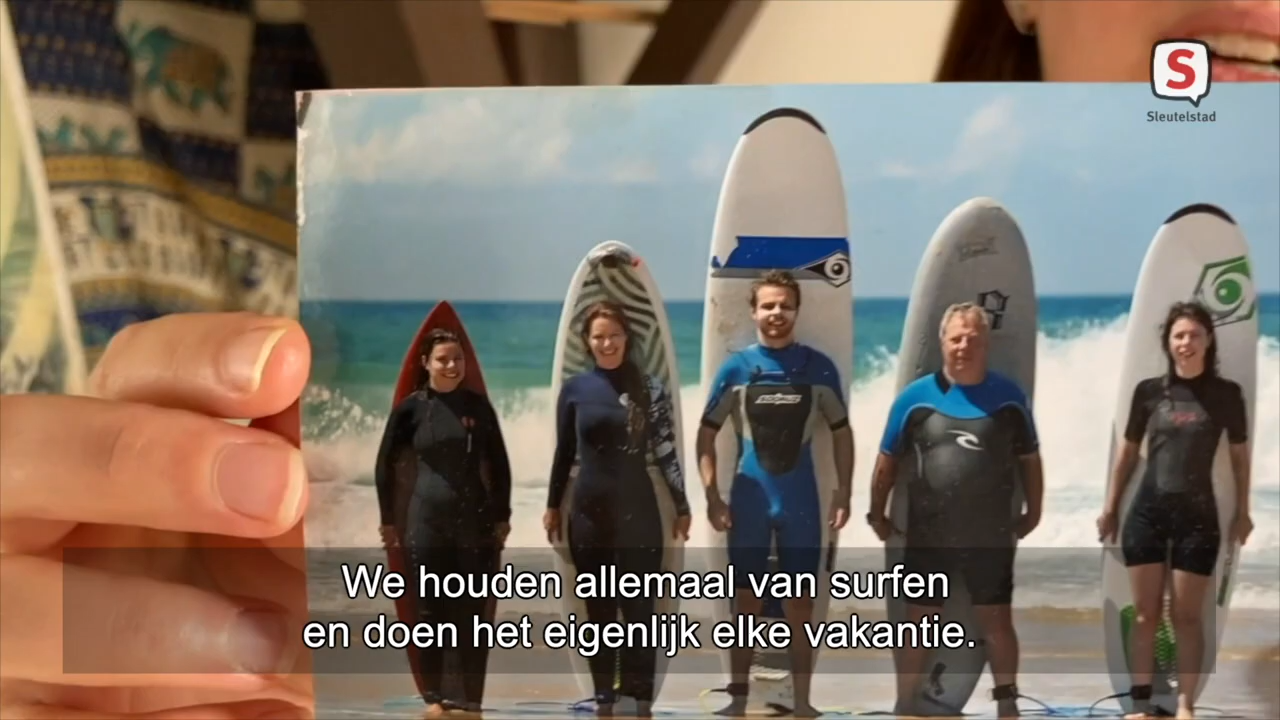 S
Sleutelstad
We houden allemaal van surfen
en doen het eigenlijk elke vakantie.